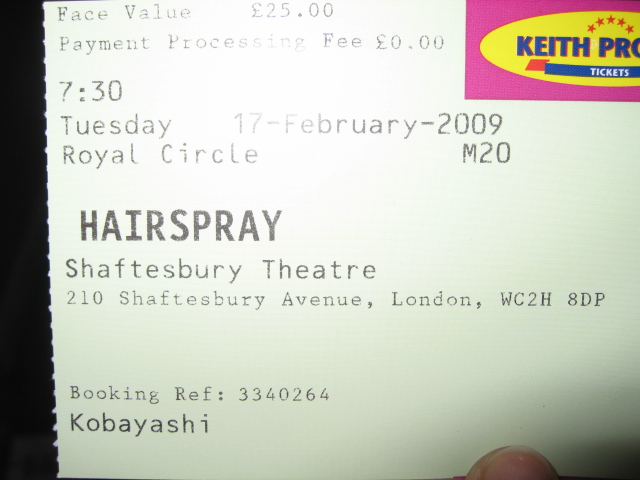 Face Value £25.00
Payment Processing Fee £0.00
KEITH PRO
TICKETS
7:30
Tuesday 17-February-2009
Royal Circle M20
HAIRSPRAY
Shaftesbury Theatre
210 Shaftesbury Avenue, London, WC2H 8DP
Booking Ref: 3340264
Kobayashi